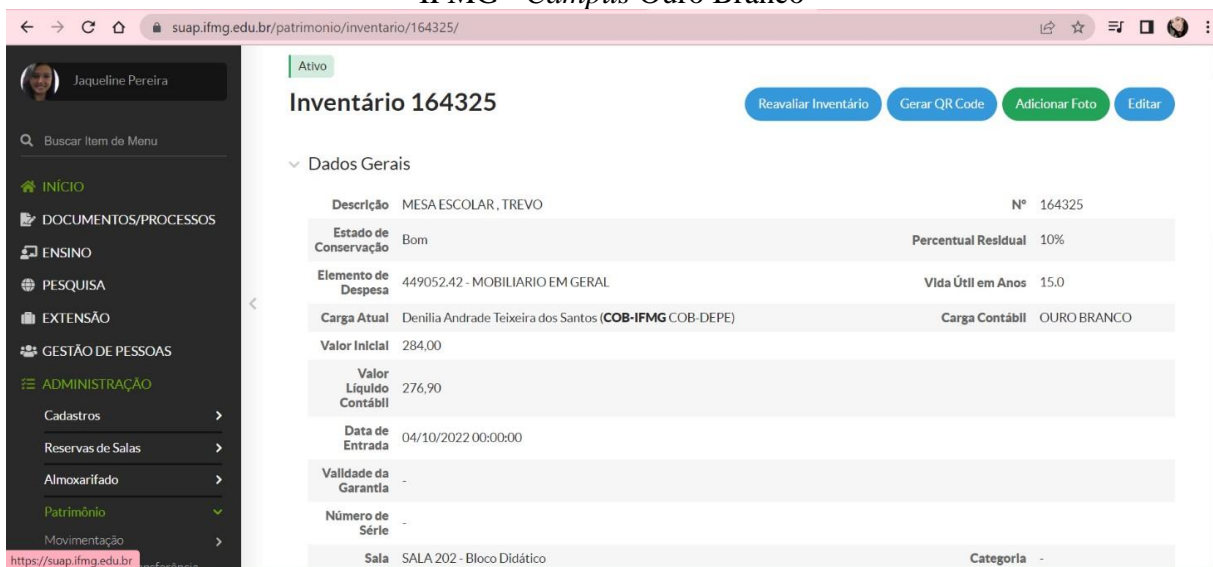 IFMG - Campus Ouro Branco
suap.ifmg.edu.br/patrimonio/inventario/164325/
Jaqueline Pereira
Buscar Item de Menu
INÍCIO
DOCUMENTOS/PROCESSOS
ENSINO
PESQUISA
EXTENSÃO
GESTÃO DE PESSOAS
ADMINISTRAÇÃO
Cadastros
Reservas de Salas
Almoxarifado
Patrimônio
Movimentação
https://suap.ifmg.edu.br
Ativo
Inventário 164325
Reavaliar Inventário Gerar QR Code Adicionar Foto Editar
Dados Gerais
Descrição MESA ESCOLAR , TREVO Nº 164325
Estado de Conservação Bom Percentual Residual 10%
Elemento de Despesa 449052.42 - MOBILIARIO EM GERAL Vida Útil em Anos 15.0
Carga Atual Denilia Andrade Teixeira dos Santos (COB-IFMG COB-DEPE) Carga Contábil OURO BRANCO
Valor Inicial 284,00
Valor Líquido Contábil 276,90
Data de Entrada 04/10/2022 00:00:00
Validade da Garantia -
Número de Série -
Sala SALA 202 - Bloco Didático Categoria -